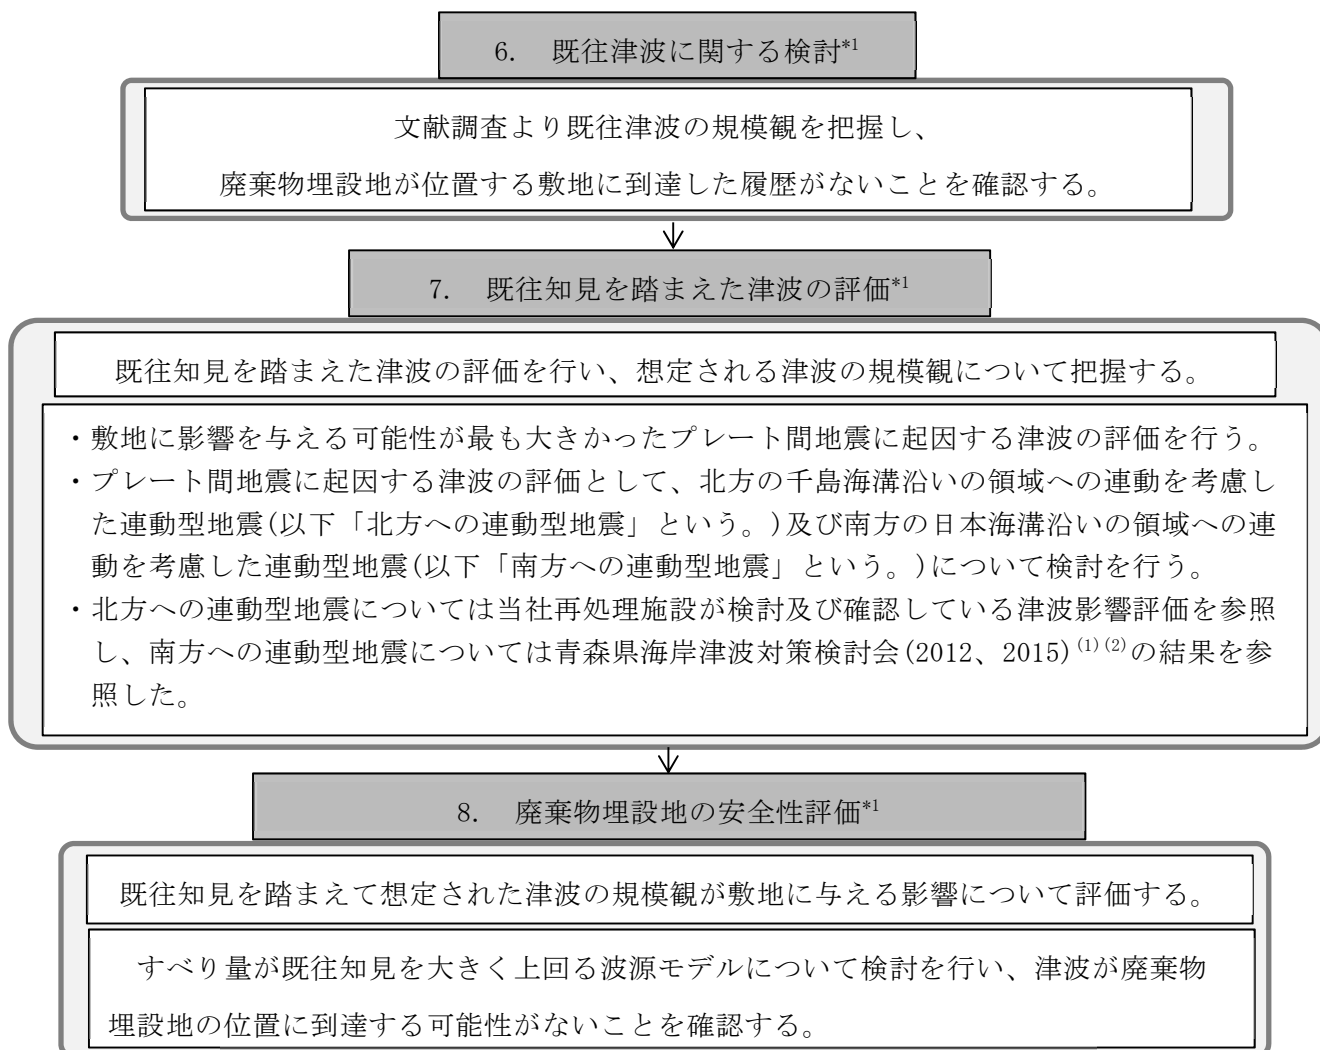 6. 既往津波に関する検討*1
文献調査より既往津波の規模観を把握し、
廃棄物埋設地が位置する敷地に到達した履歴がないことを確認する。
7. 既往知見を踏まえた津波の評価*1
既往知見を踏まえた津波の評価を行い、想定される津波の規模観について把握する。
・敷地に影響を与える可能性が最も大きかったプレート間地震に起因する津波の評価を行う。
・プレート間地震に起因する津波の評価として、北方の千島海溝沿いの領域への連動を考慮し
た連動型地震(以下「北方への連動型地震」という。)及び南方の日本海溝沿いの領域への連
動を考慮した連動型地震(以下「南方への連動型地震」という。)について検討を行う。
・北方への連動型地震については当社再処理施設が検討及び確認している津波影響評価を参照
し、南方への連動型地震については青森県海岸津波対策検討会(2012、2015)(1)(2)の結果を参
照した。
8. 廃棄物埋設地の安全性評価*1
既往知見を踏まえて想定された津波の規模観が敷地に与える影響について評価する。
すべり量が既往知見を大きく上回る波源モデルについて検討を行い、津波が廃棄物
埋設地の位置に到達する可能性がないことを確認する。